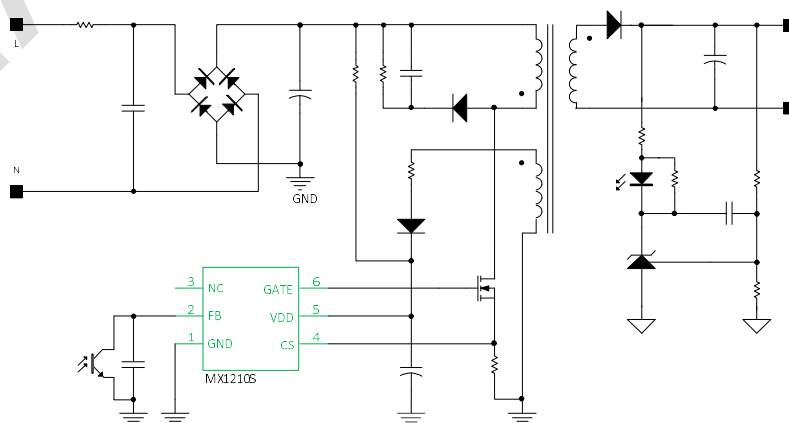 L
N
GND
3 NC GATE 6
2 FB VDD 5
1 GND CS 4
MX1210S